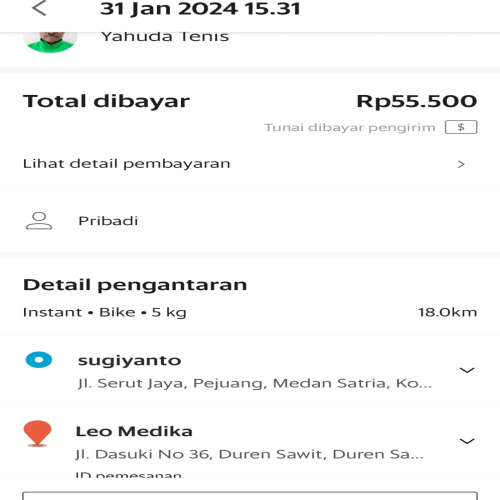 31 Jan 2024 15.31
Yahuda Tenis
Total dibayar
Rp55.500
Tunai dibayar pengirim $
Lihat detail pembayaran >
Pribadi
Detail pengantaran
Instant • Bike • 5 kg
18.0km
sugiyanto
Jl. Serut Jaya, Pejuang, Medan Satria, Ko...
Leo Medika
Jl. Dasuki No 36, Duren Sawit, Duren Sa...
ID pemesanan